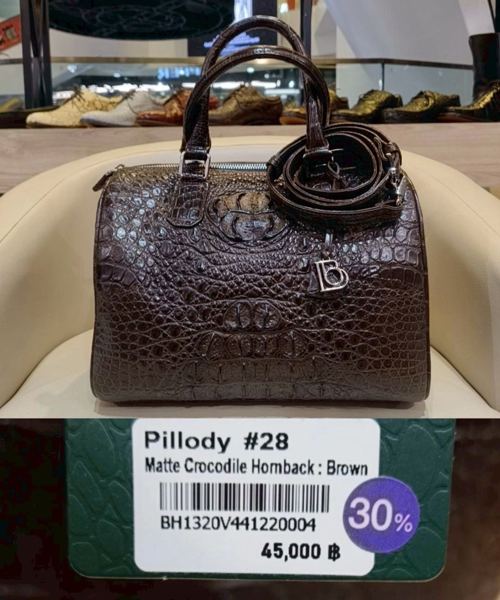 B
Pillody #28
Matte Crocodile Hornback : Brown
BH1320V441220004
30%
45,000 ฿